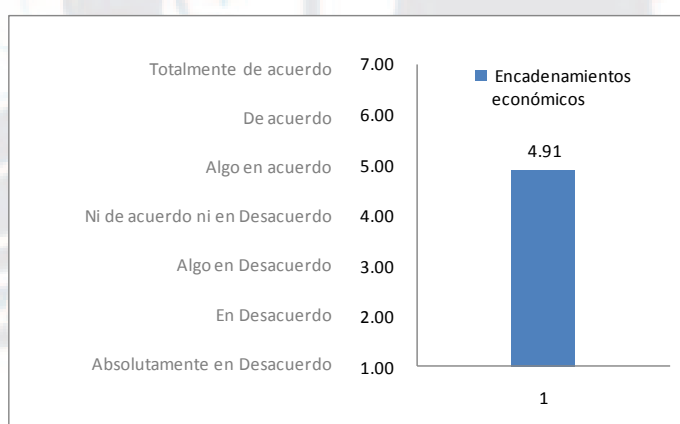 Totalmente de acuerdo 7.00
De acuerdo 6.00
Algo en acuerdo 5.00
Ni de acuerdo ni en Desacuerdo 4.00
Algo en Desacuerdo 3.00
En Desacuerdo 2.00
Absolutamente en Desacuerdo 1.00
Encadenamientos
económicos
4.91
1